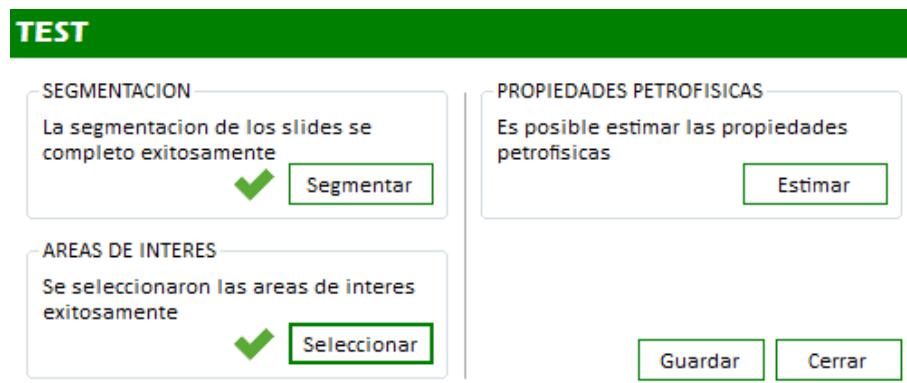 TEST
SEGMENTACION
La segmentacion de los slides se
completo exitosamente
Segmentar
AREAS DE INTERES
Se seleccionaron las areas de interes
exitosamente
Seleccionar
PROPIEDADES PETROFISICAS
Es posible estimar las propiedades
petrofisicas
Estimar
Guardar
Cerrar